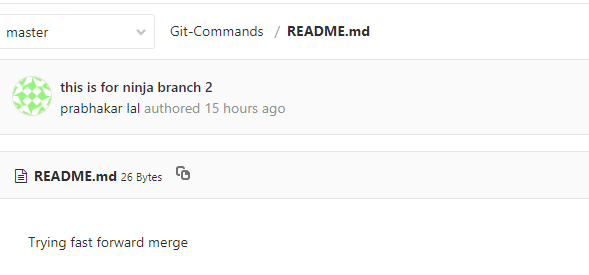 master Git-Commands / README.md
this is for ninja branch 2
prabhakar lal authored 15 hours ago
README.md 26 Bytes
Trying fast forward merge